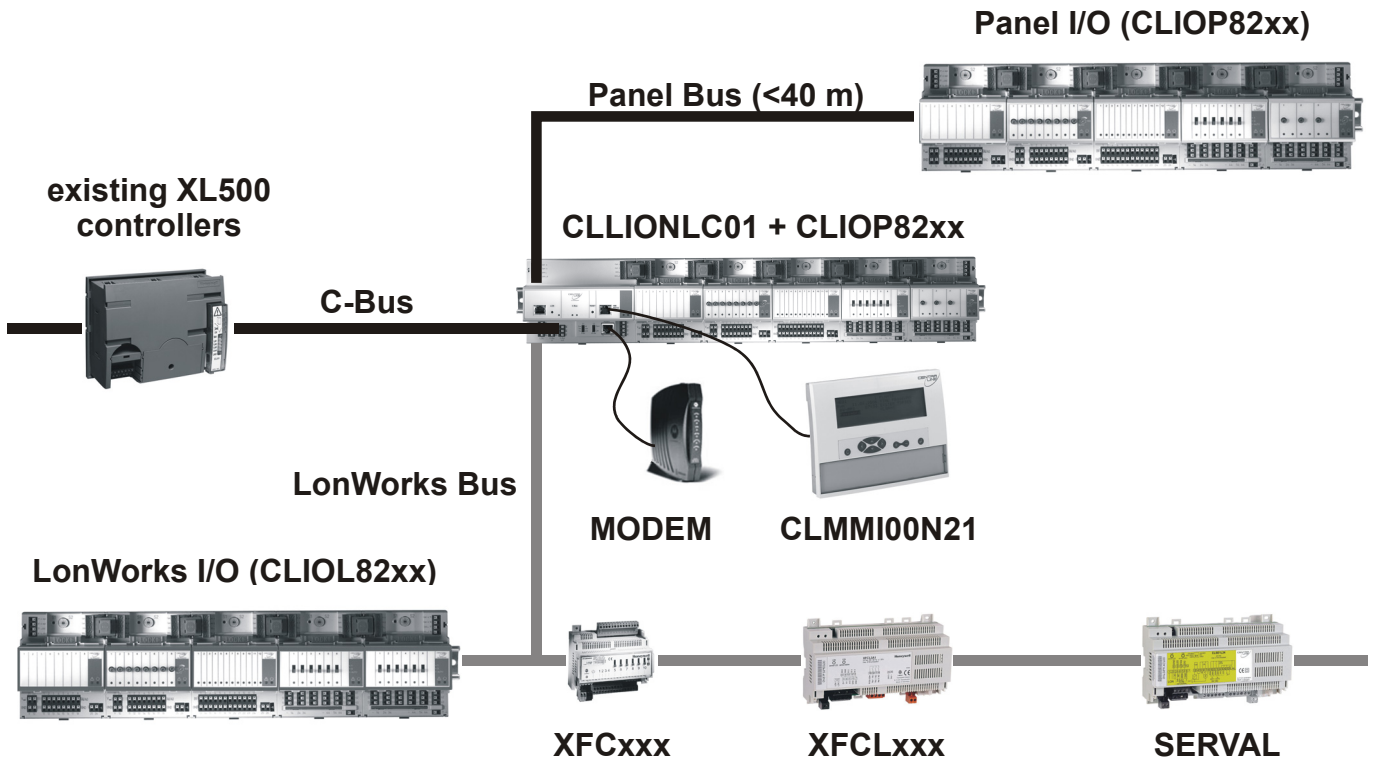 Panel I/O (CLIOP82xx)
Panel Bus (<40 m)
existing XL500
controllers
CLLIONLC01 + CLIOP82xx
C-Bus
LonWorks Bus
MODEM
CLMMI00N21
LonWorks I/O (CLIOL82xx)
XFCxxx
XFCLxxx
SERVAL